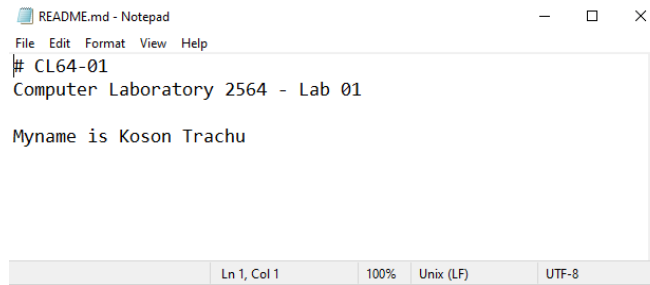 README.md - Notepad
File Edit Format View Help
# CL64-01
Computer Laboratory 2564 - Lab 01
Myname is Koson Trachu
Ln 1, Col 1 100% Unix (LF) UTF-8